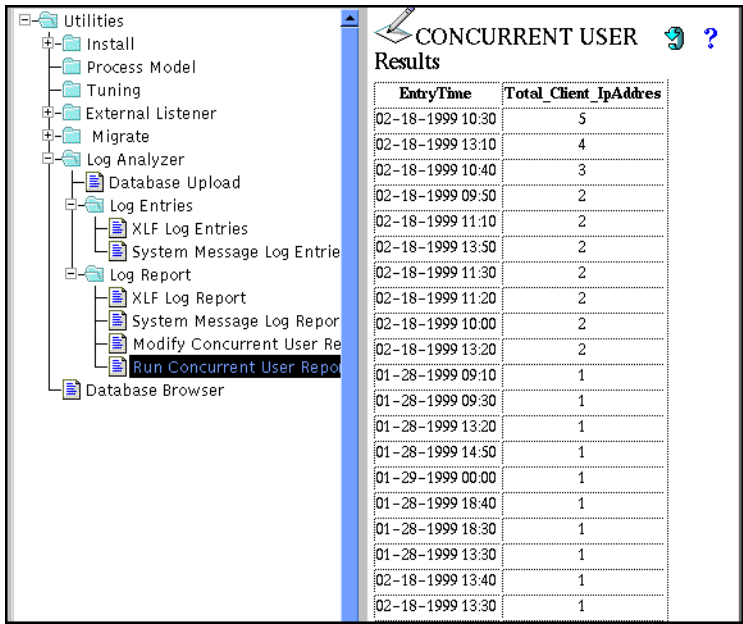 Utilities
Install
Process Model
Tuning
External Listener
Migrate
Log Analyzer
Database Upload
Log Entries
XLF Log Entries
System Message Log Entrie
Log Report
XLF Log Report
System Message Log Repor
Modify Concurrent User Re
Run Concurrent User Repo
Database Browser
CONCURRENT USER ?
Results
EntryTime Total_Client_IpAddres
02-18-1999 10:30 5
02-18-1999 13:10 4
02-18-1999 10:40 3
02-18-1999 09:50 2
02-18-1999 11:10 2
02-18-1999 13:50 2
02-18-1999 11:30 2
02-18-1999 11:20 2
02-18-1999 10:00 2
02-18-1999 13:20 2
01-28-1999 09:10 1
01-28-1999 09:30 1
01-28-1999 13:20 1
01-28-1999 14:50 1
01-29-1999 00:00 1
01-28-1999 18:40 1
01-28-1999 18:30 1
01-28-1999 13:30 1
02-18-1999 13:40 1
02-18-1999 13:30 1